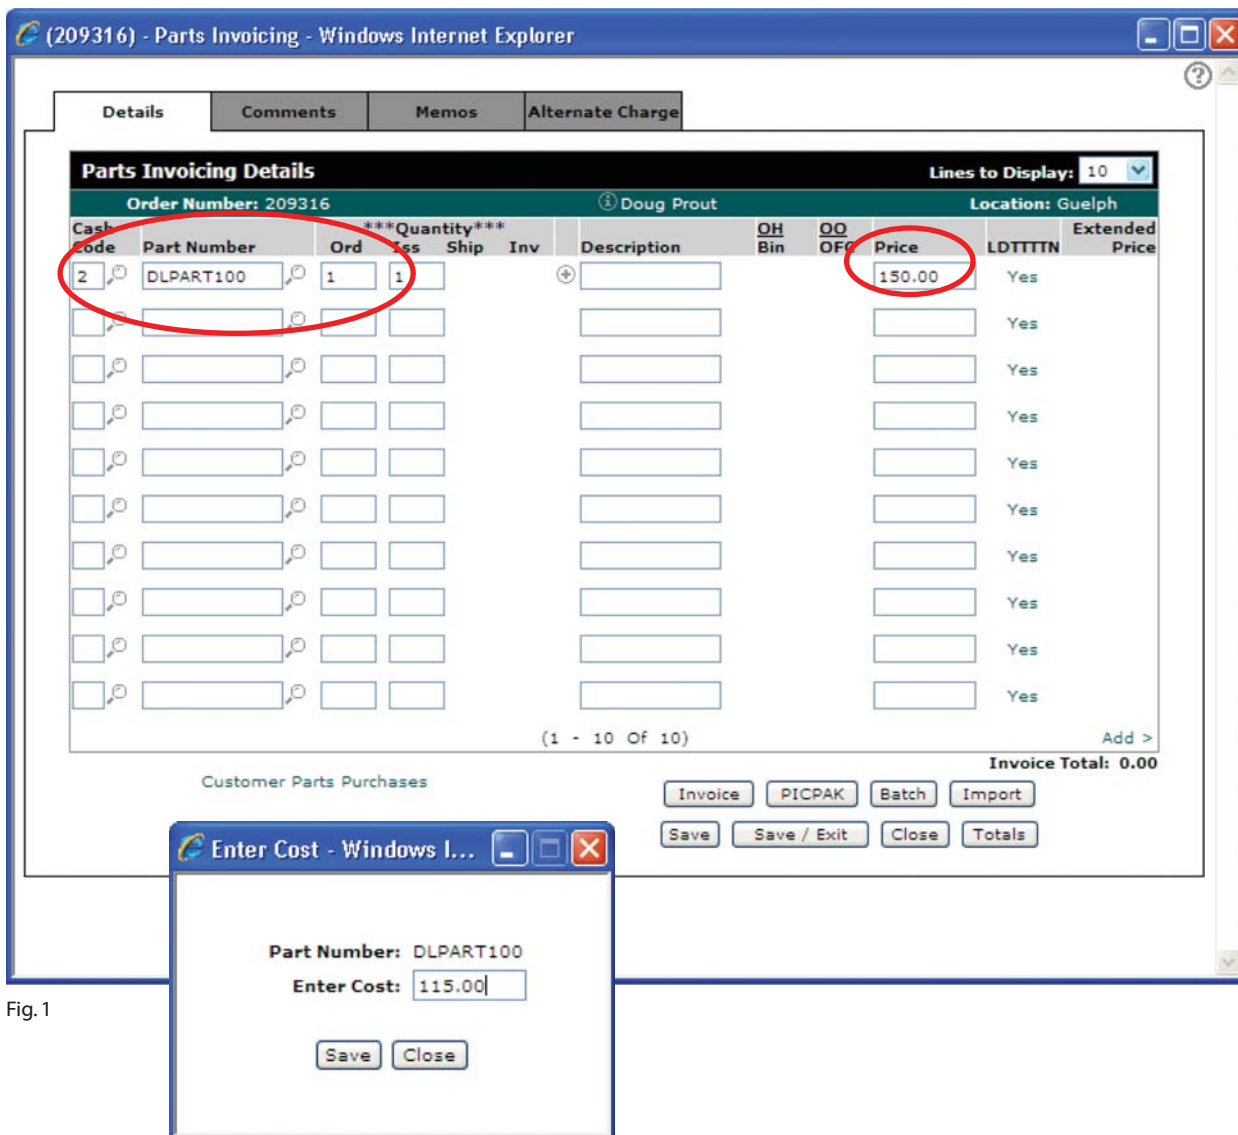 (209316) - Parts Invoicing - Windows Internet Explorer
Details Comments Memos Alternate Charge
Parts Invoicing Details Lines to Display: 10
Order Number: 209316 Doug Prout Location: Guelph
Cash ***Quantity*** OH OO Extended
Code Part Number Ord Iss Ship Inv Description Bin OFC Price LDTTTTN Price
2 DLPART100 1 1 150.00 Yes
Yes
Yes
Yes
Yes
Yes
Yes
Yes
Yes
Yes
(1 - 10 Of 10) Add >
Invoice Total: 0.00
Customer Parts Purchases
Invoice PICPAK Batch Import
Save Save / Exit Close Totals
Enter Cost - Windows I...
Part Number: DLPART100
Enter Cost: 115.00
Save Close
Fig. 1